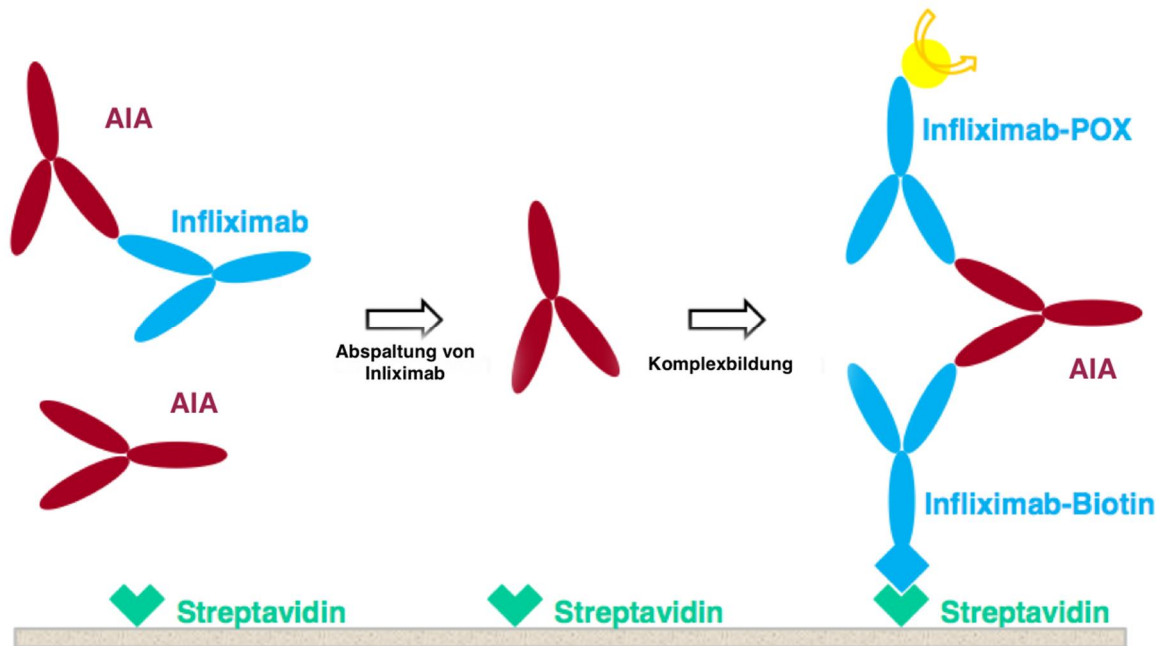 AIA
Infliximab
AIA
Streptavidin
Abspaltung von
Inliximab
Streptavidin
Komplexbildung
Infliximab-POX
AIA
Infliximab-Biotin
Streptavidin